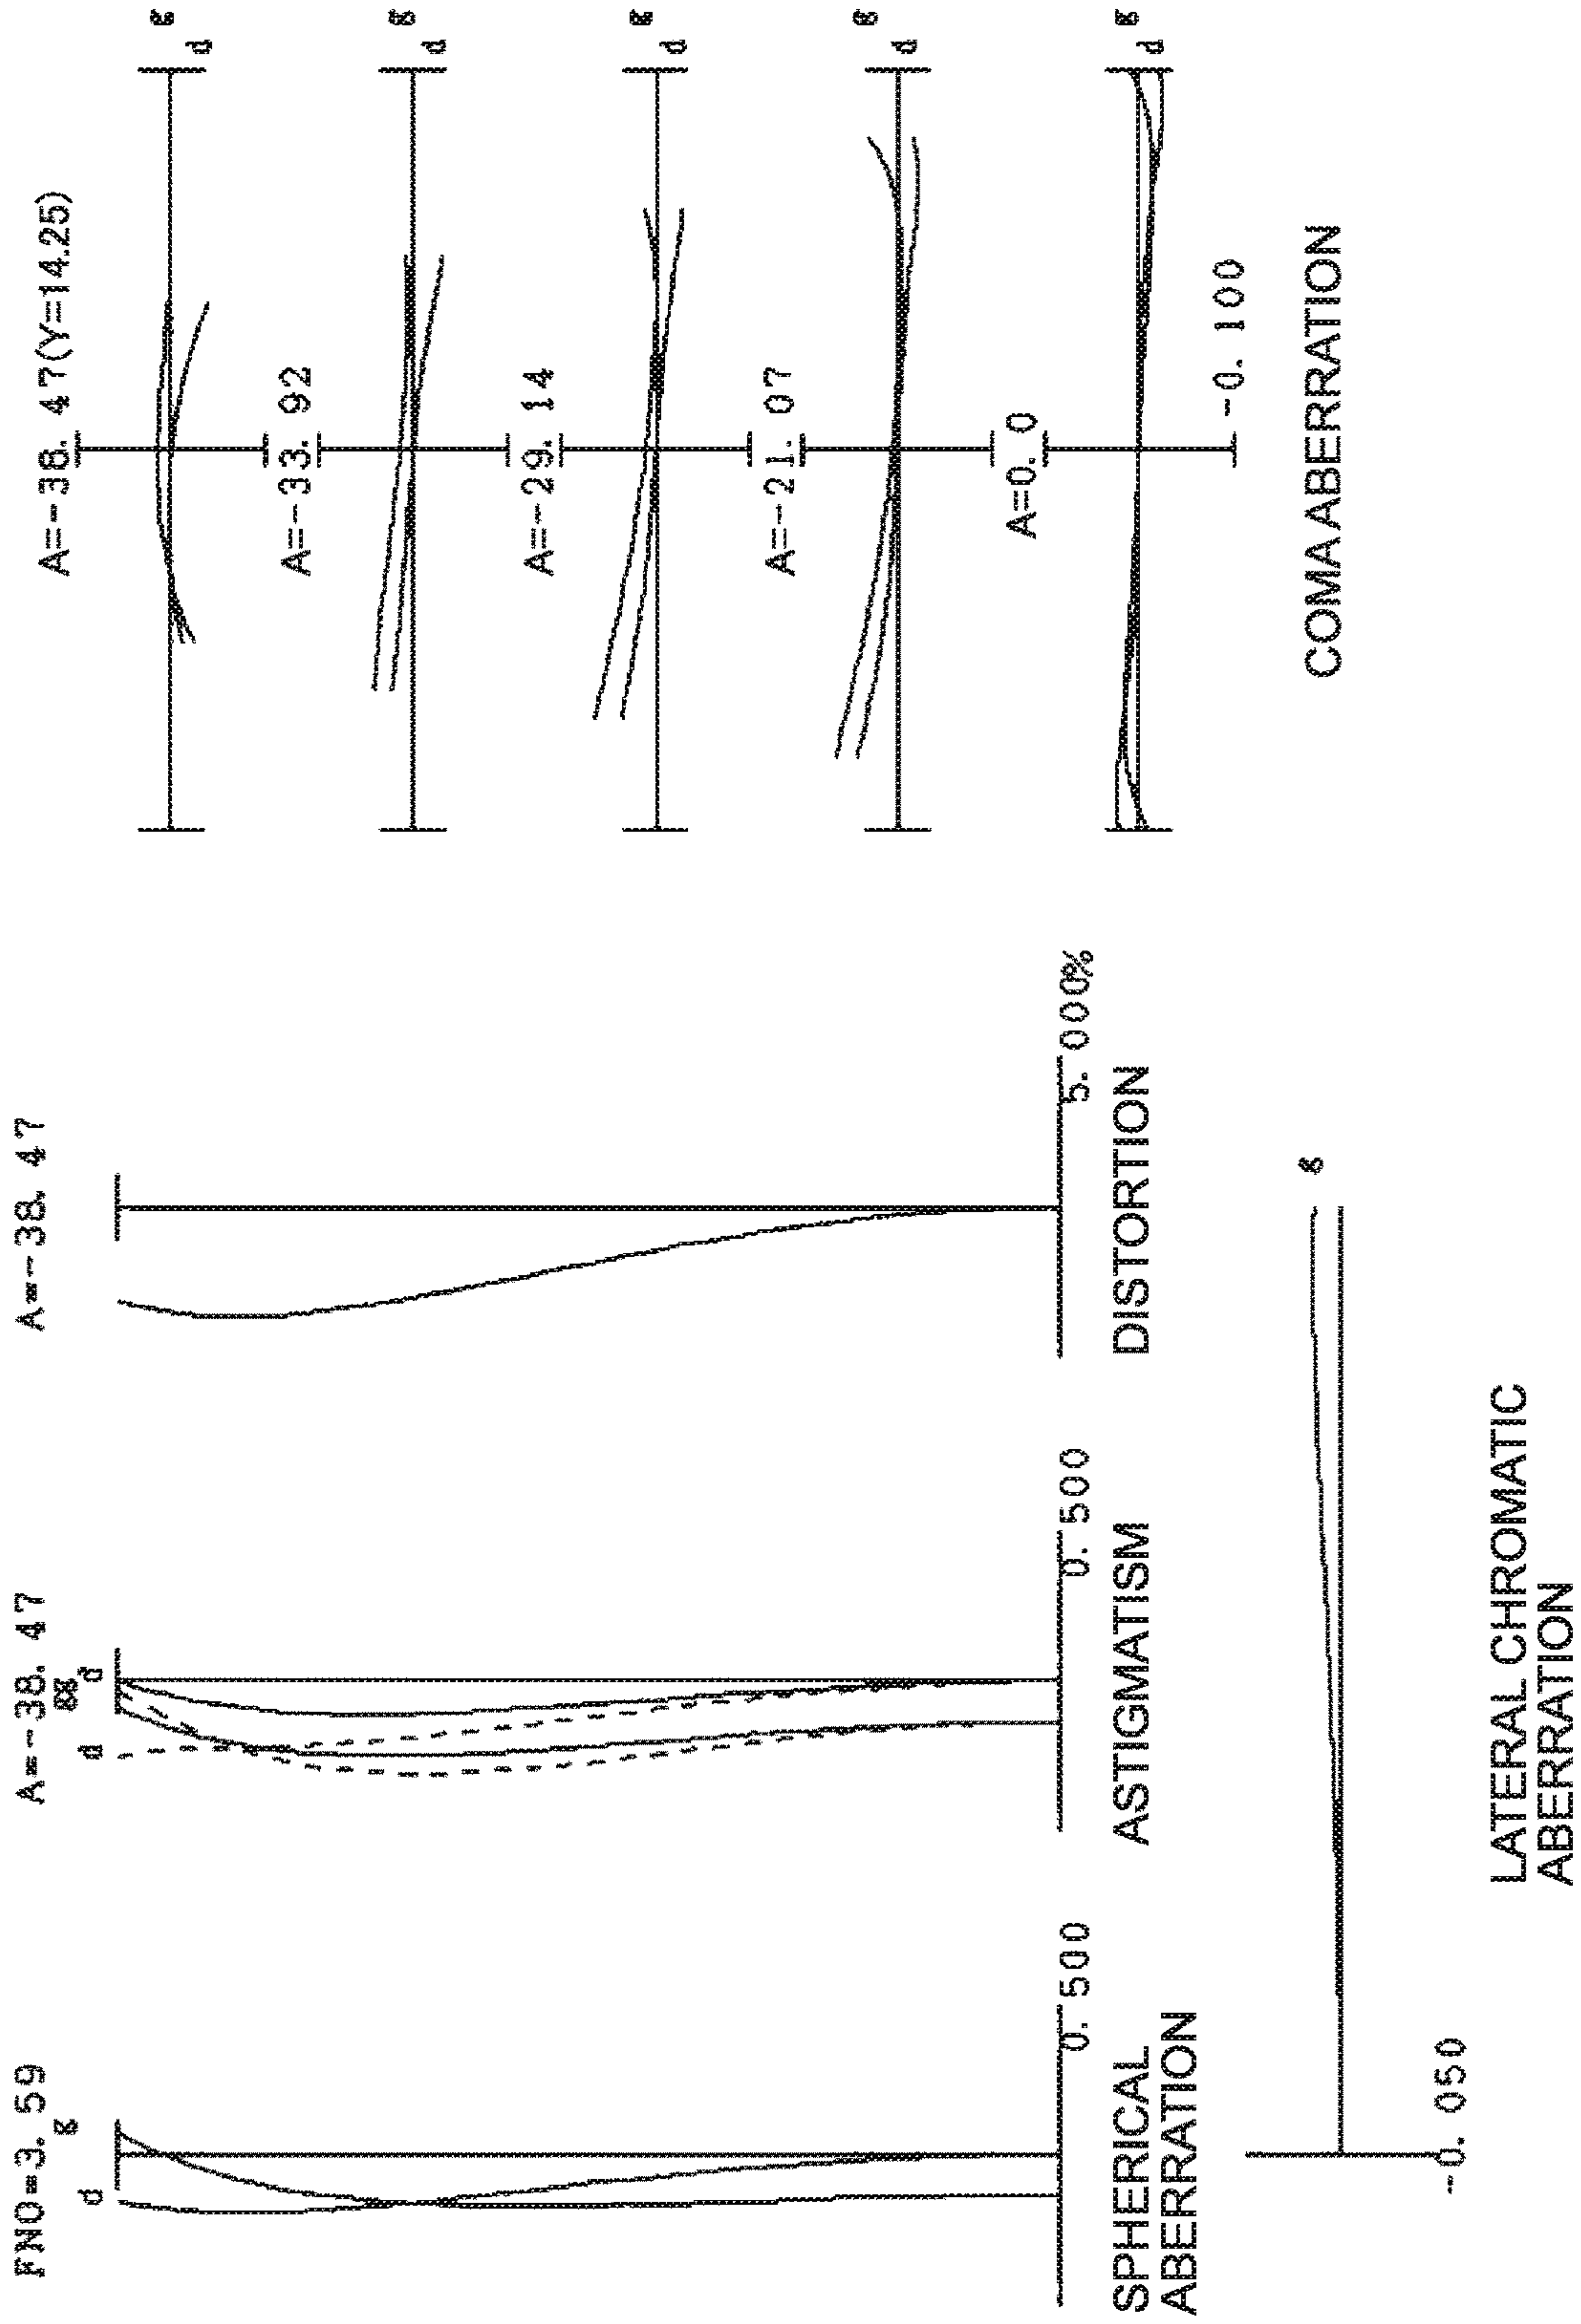 FNO=3.59
g
d
0.500
SPHERICAL
ABERRATION
A=-38.47
gg
d
d
0.500
ASTIGMATISM
A=-38.47
5.000%
DISTORTION
A=-38.47(Y=14.25)
g
d
A=-33.92
g
d
A=-29.14
g
d
A=-21.07
g
d
A=0.0
g
d
-0.100
COMA ABERRATION
g
-0.050
LATERAL CHROMATIC
ABERRATION